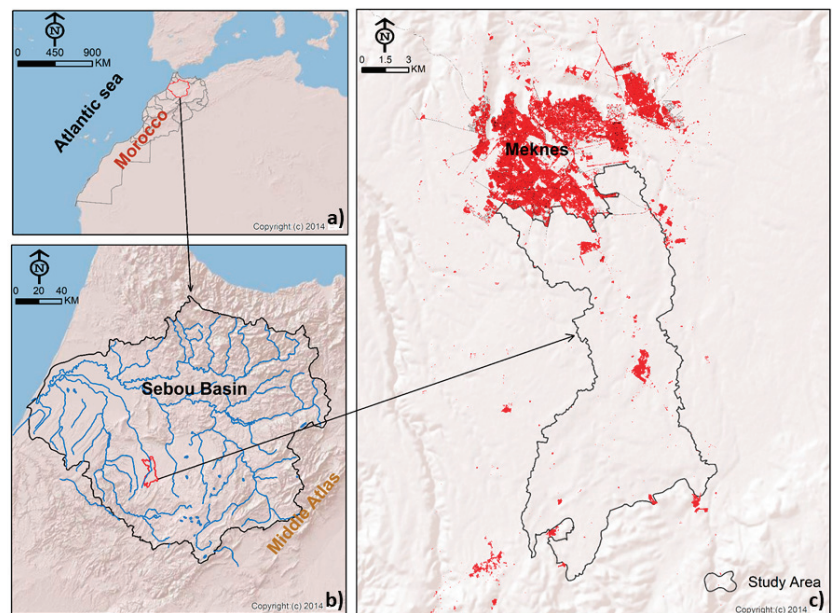 N
0 450 900
KM
Atlantic sea
Morocco
Copyright (c) 2014
a)
N
0 20 40
KM
Sebou Basin
Middle Atlas
Copyright (c) 2014
b)
N
0 1.5 3
KM
Meknes
Study Area
Copyright (c) 2014
c)